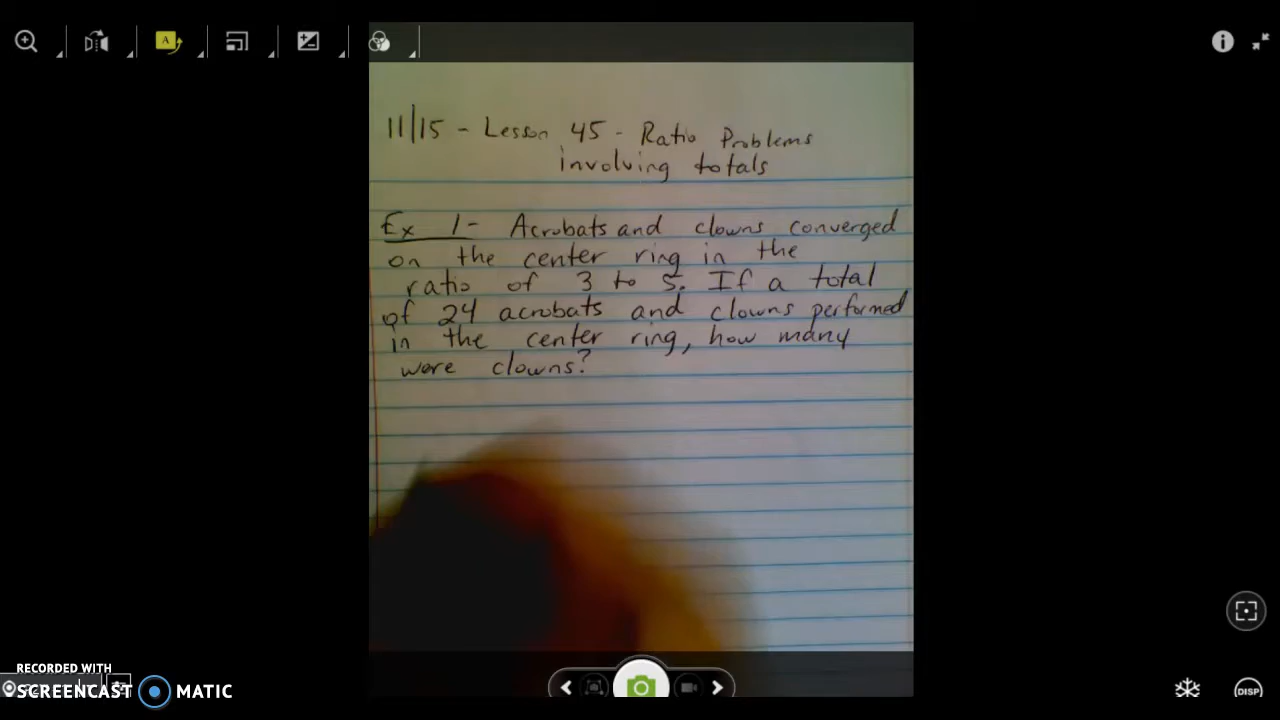 A
11/15 - Lesson 45 - Ratio Problems
involving totals
Ex 1- Acrobats and clowns converged
on the center ring in the
ratio of 3 to 5. If a total
of 24 acrobats and clowns performed
in the center ring, how many
were clowns?
RECORDED WITH
SCREENCAST MATIC
DISP